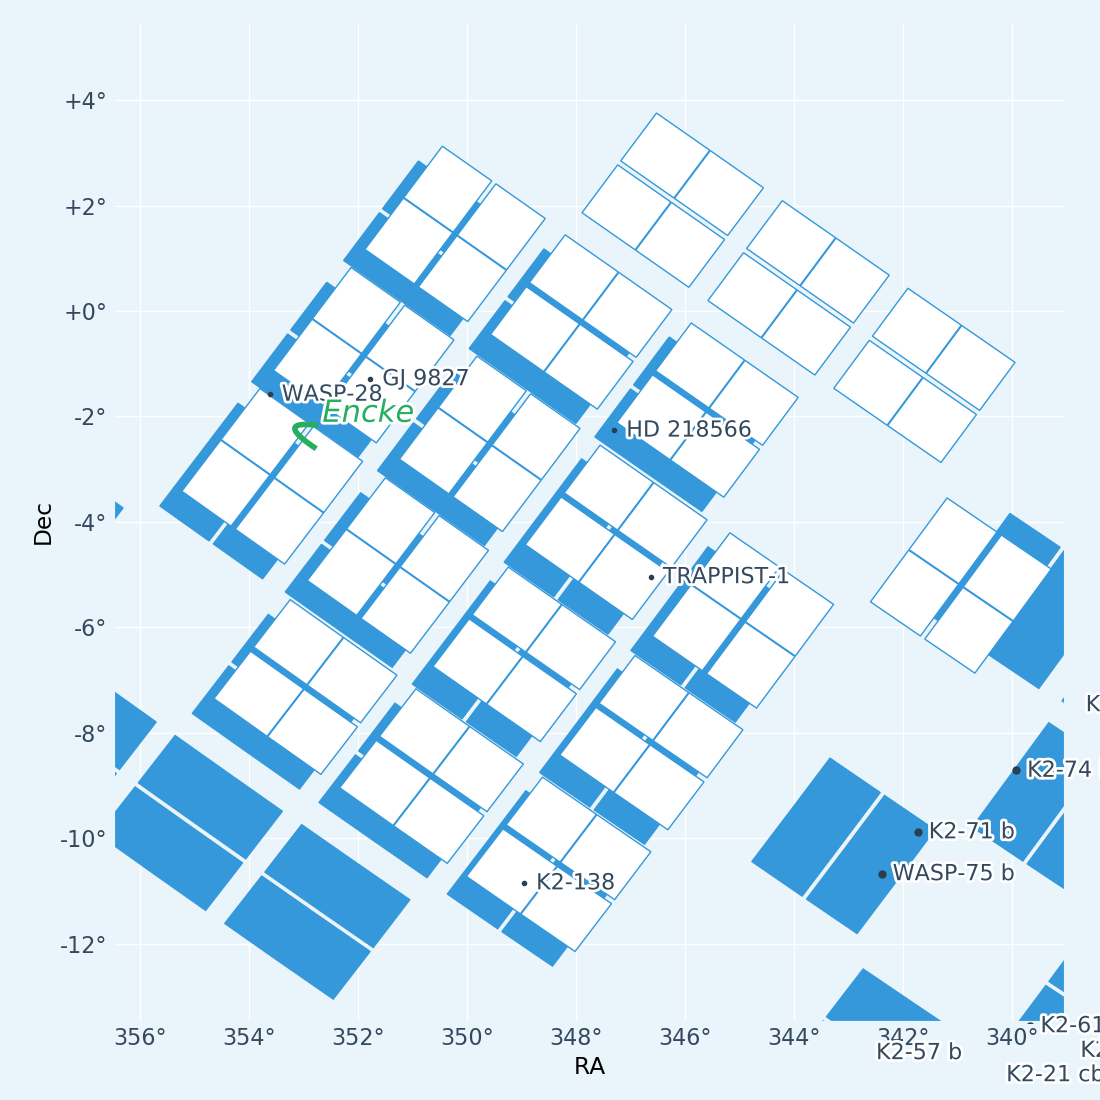 +4°
+2°
+0°
GJ 9827
WASP-28
-2°
Encke
HD 218566
-4°
Dec
TRAPPIST-1
-6°
K
-8°
K2-74
-10°
K2-71 b
WASP-75 b
K2-138
-12°
356° 354° 352° 350° 348° 346° 344° 342° 340°
K2-61
K2-57 b
K2
RA
K2-21 cb